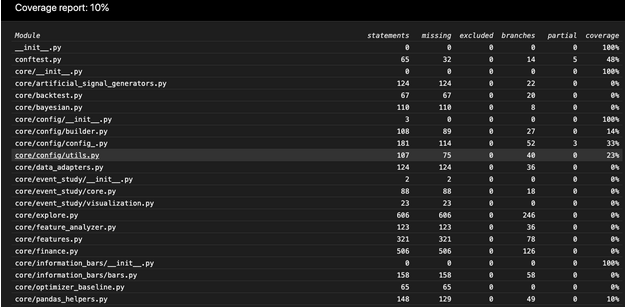 Coverage report: 10%
Module statements missing excluded branches partial coverage
__init__.py 0 0 0 0 0 100%
conftest.py 65 32 0 14 5 48%
core/__init__.py 0 0 0 0 0 100%
core/artificial_signal_generators.py 124 124 0 22 0 0%
core/backtest.py 67 67 0 20 0 0%
core/bayesian.py 110 110 0 8 0 0%
core/config/__init__.py 3 0 0 0 0 100%
core/config/builder.py 108 89 0 27 0 14%
core/config/config_.py 181 114 0 52 3 33%
core/config/utils.py 107 75 0 40 0 23%
core/data_adapters.py 124 124 0 36 0 0%
core/event_study/__init__.py 2 2 0 0 0 0%
core/event_study/core.py 88 88 0 18 0 0%
core/event_study/visualization.py 23 23 0 0 0 0%
core/explore.py 606 606 0 246 0 0%
core/feature_analyzer.py 123 123 0 36 0 0%
core/features.py 321 321 0 78 0 0%
core/finance.py 506 506 0 126 0 0%
core/information_bars/__init__.py 0 0 0 0 0 100%
core/information_bars/bars.py 158 158 0 58 0 0%
core/optimizer_baseline.py 65 65 0 0 0 0%
core/pandas_helpers.py 148 129 0 49 0 10%